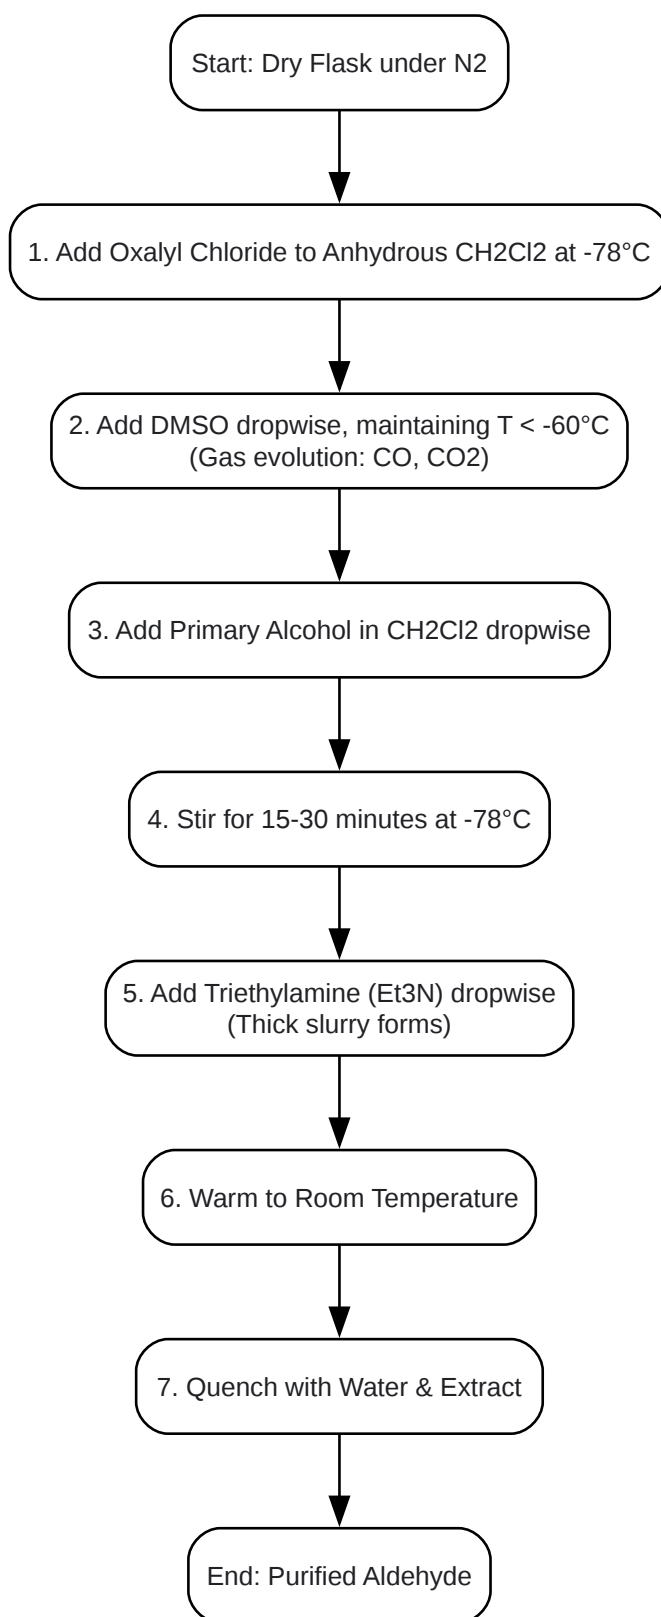 Start: Dry Flask under N2
1. Add Oxalyl Chloride to Anhydrous CH2Cl2 at -78°C
2. Add DMSO dropwise, maintaining T < -60°C
(Gas evolution: CO, CO2)
3. Add Primary Alcohol in CH2Cl2 dropwise
4. Stir for 15-30 minutes at -78°C
5. Add Triethylamine (Et3N) dropwise
(Thick slurry forms)
6. Warm to Room Temperature
7. Quench with Water & Extract
End: Purified Aldehyde